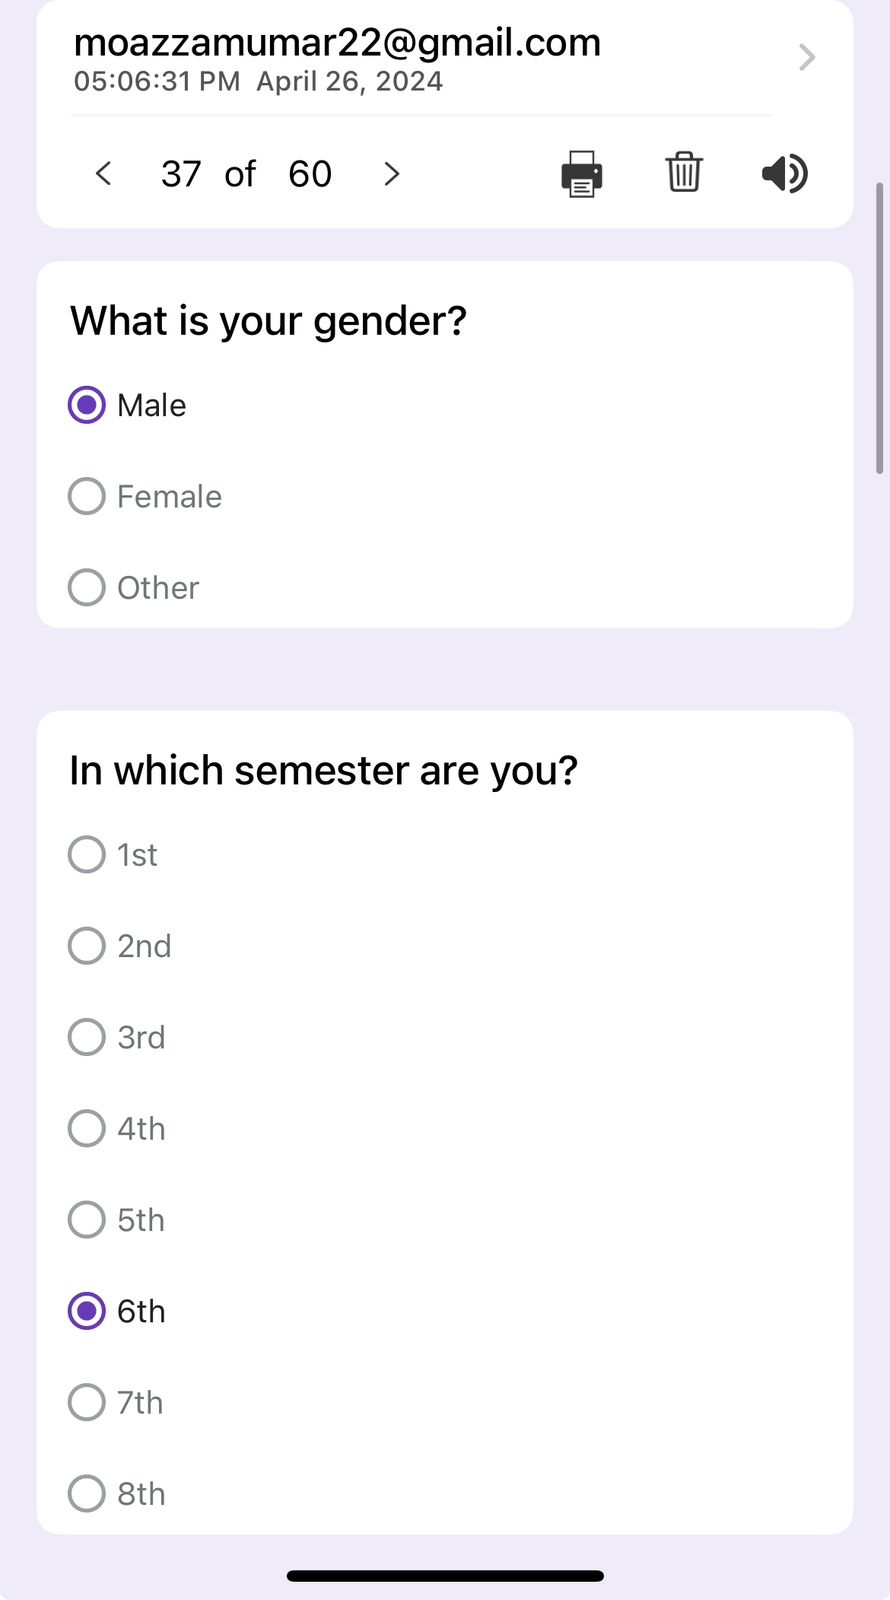 moazzamumar22@gmail.com
05:06:31 PM April 26, 2024
37 of 60
What is your gender?
Male
Female
Other
In which semester are you?
1st
2nd
3rd
4th
5th
6th
7th
8th